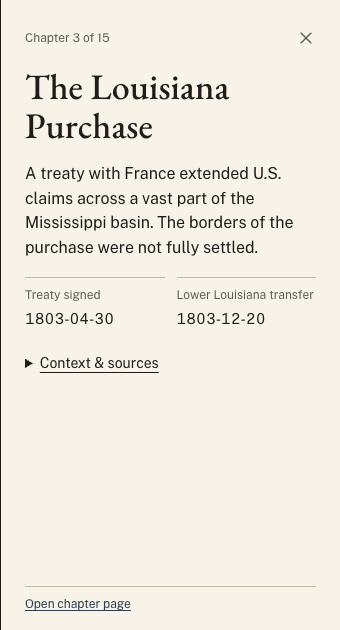 Chapter 3 of 15
The Louisiana
Purchase
A treaty with France extended U.S.
claims across a vast part of the
Mississippi basin. The borders of the
purchase were not fully settled.
Treaty signed
1803-04-30
Lower Louisiana transfer
1803-12-20
Context & sources
Open chapter page